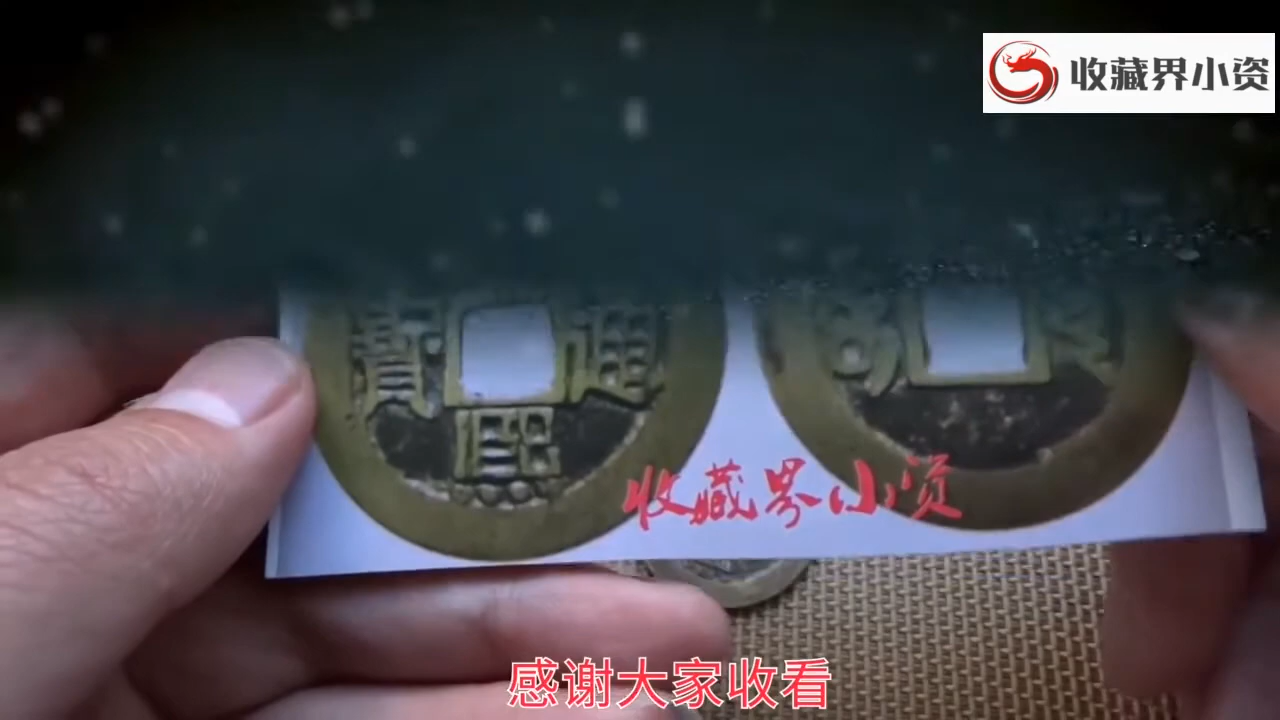 收藏界小资
寶 通
熙
收藏界小资
感谢大家收看